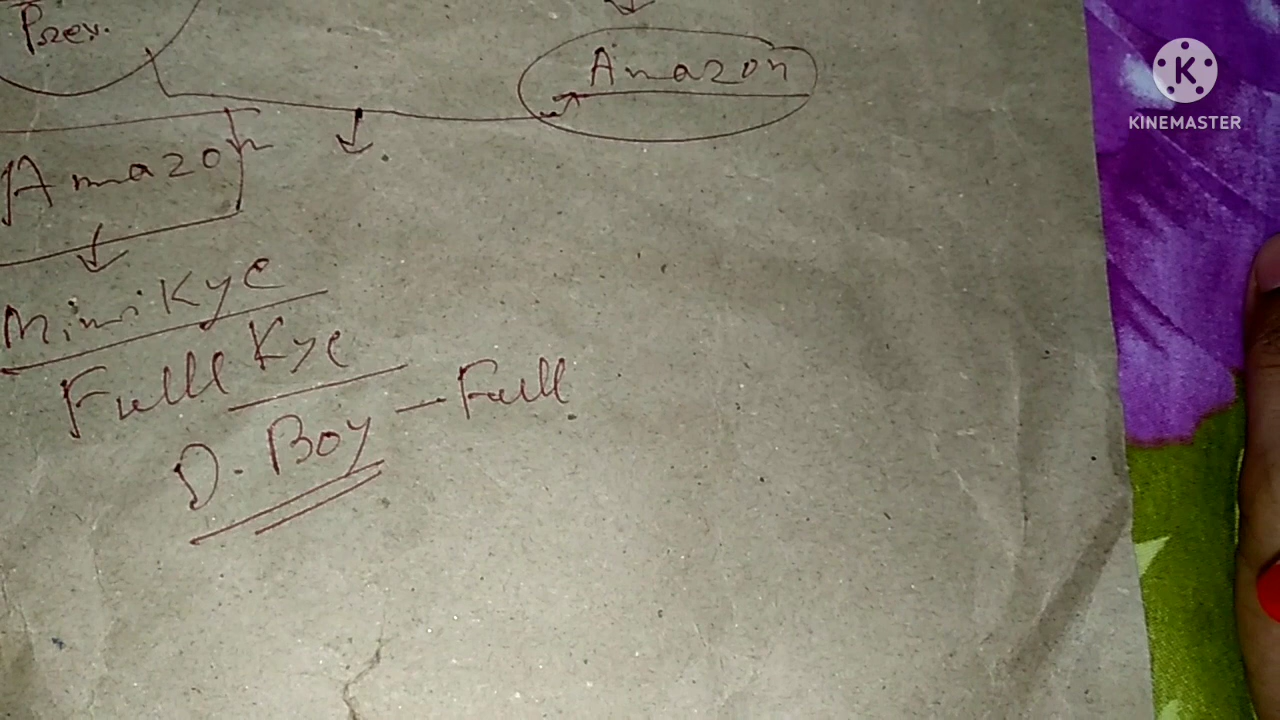 Prev.
Amazon
Amazon
Mini Kyc
Full Kyc
D. Boy - Full
K
KINEMASTER